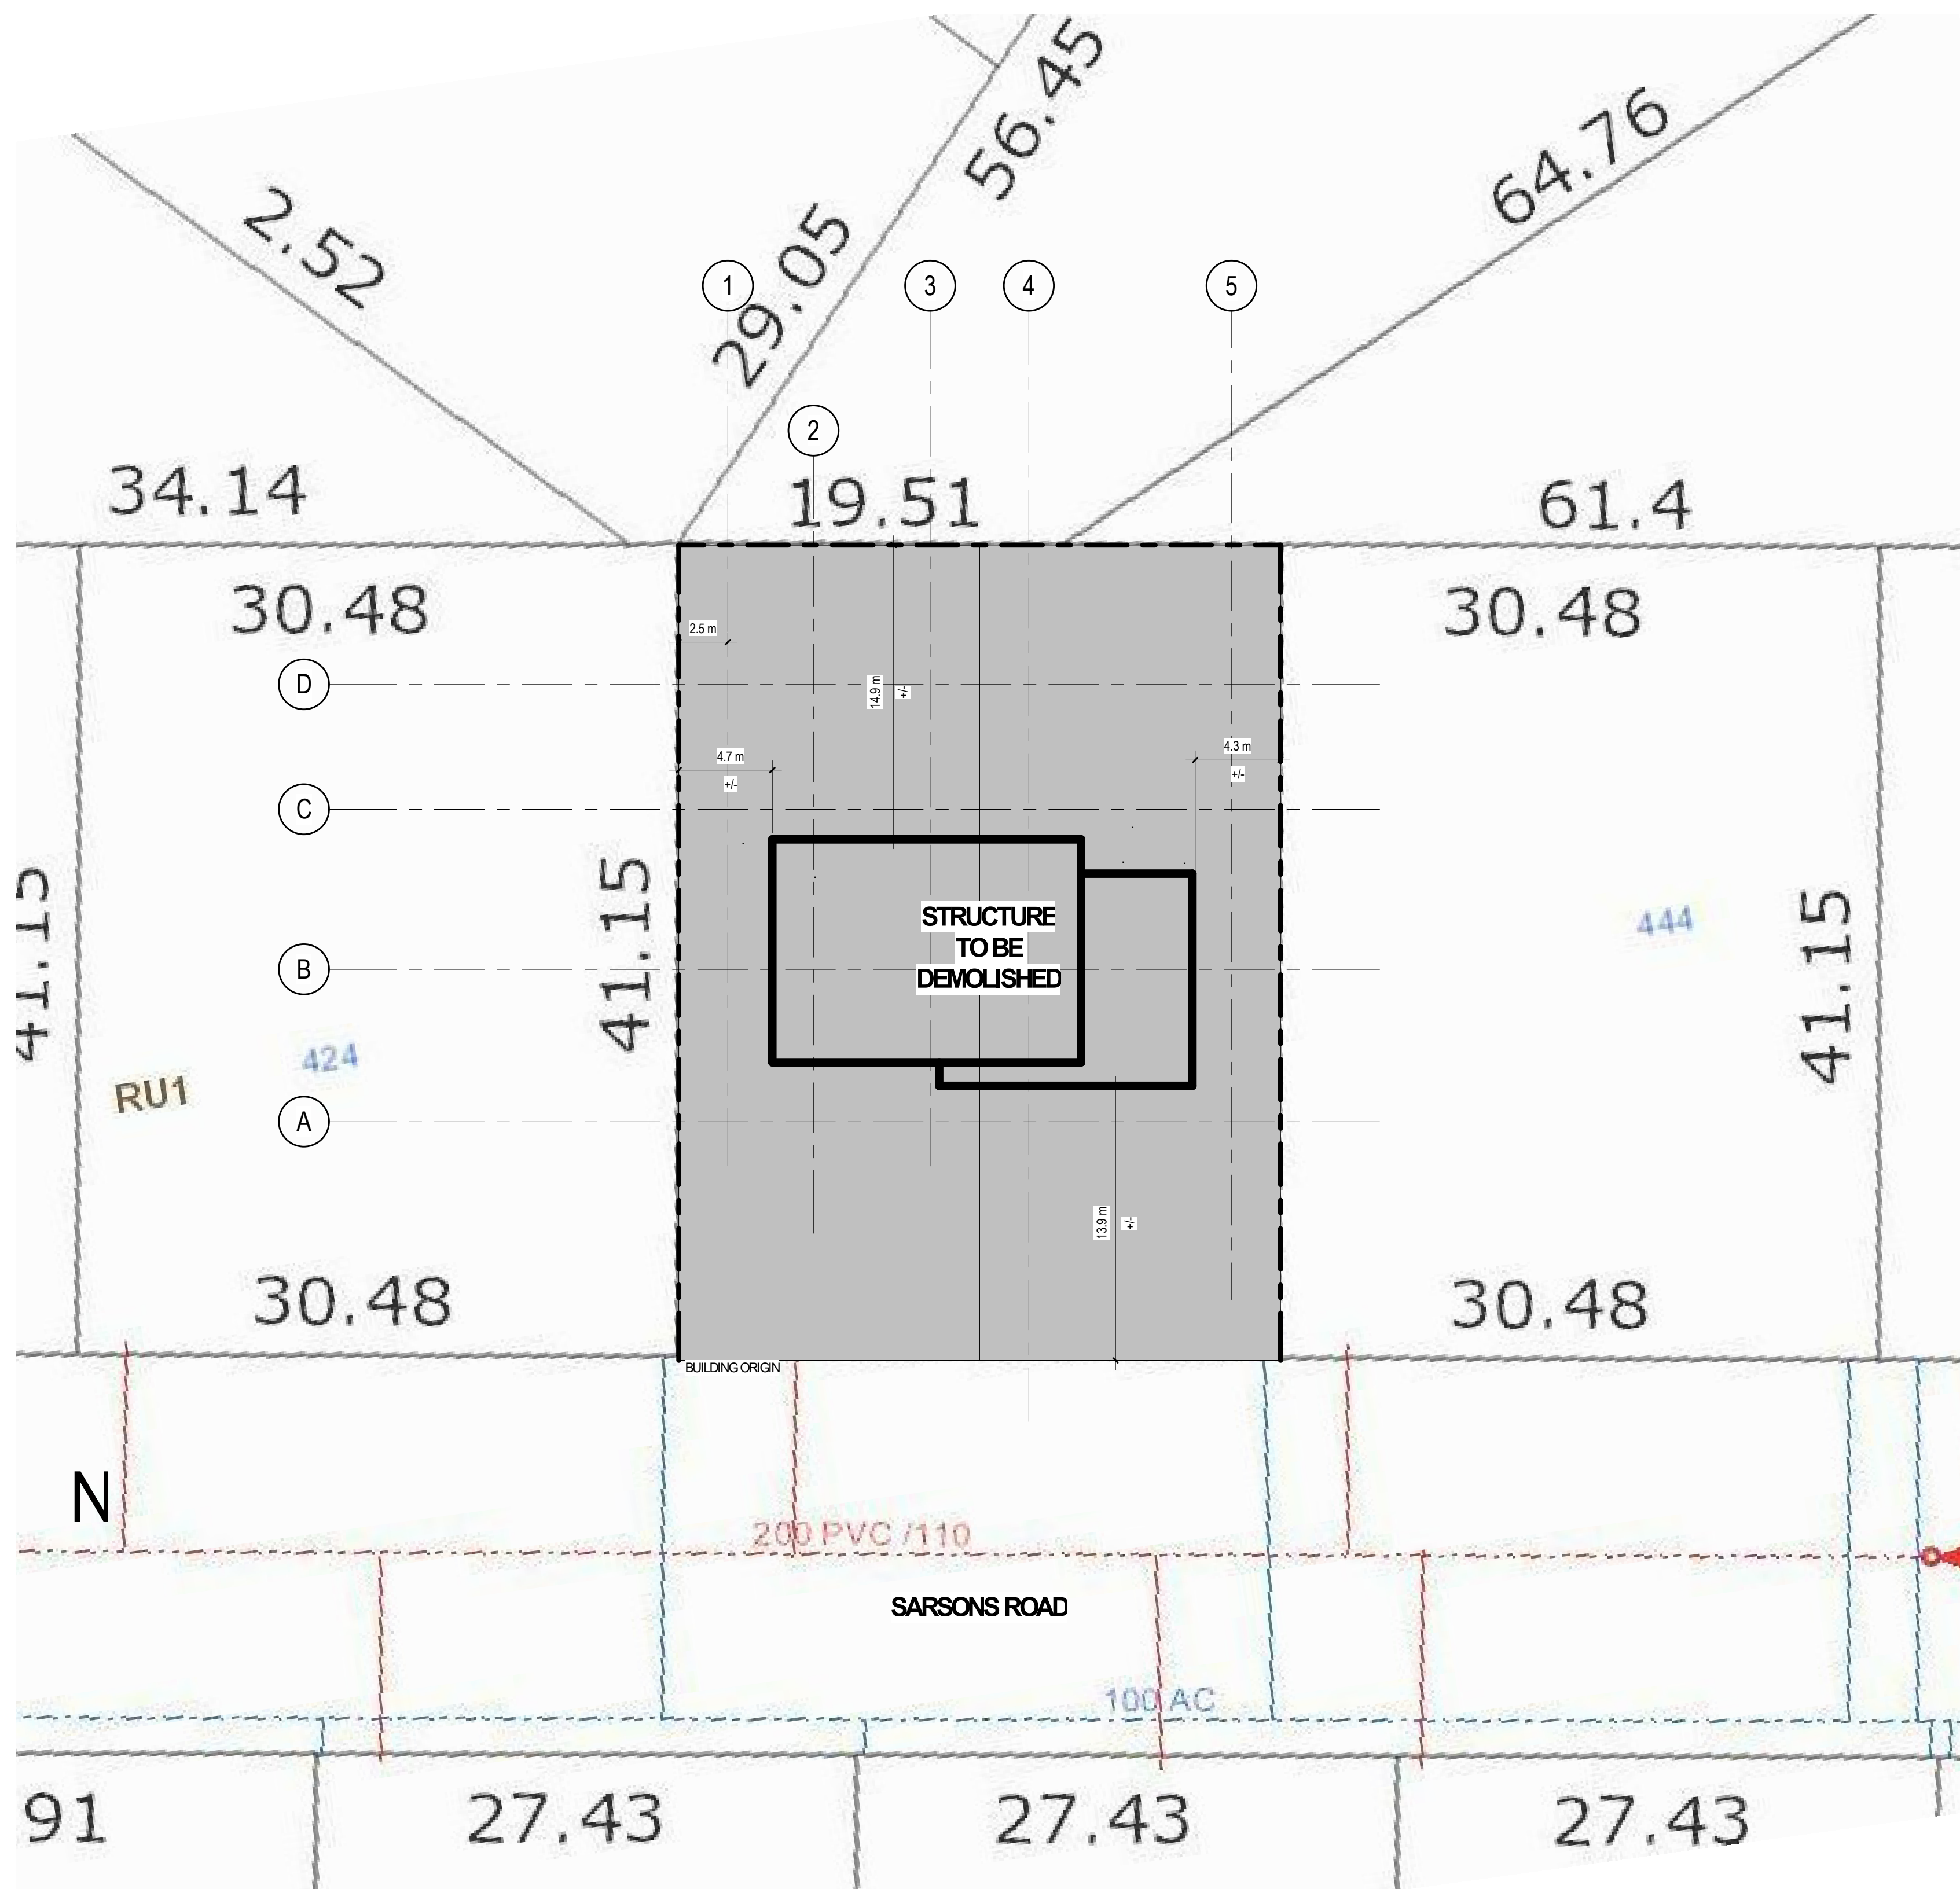 56.45
64.76
2.52
29.05
1
3
4
5
2
34.14
19.51
61.4
30.48
30.48
2.5 m
D
14.9 m
+/-
4.7 m
+/-
4.3 m
+/-
C
41.15
41.15
41.15
STRUCTURE
TO BE
DEMOLISHED
444
B
424
RU1
A
13.9 m
+/-
30.48
30.48
BUILDING ORIGIN
N
200 PVC /110
SARSONS ROAD
100 AC
91
27.43
27.43
27.43